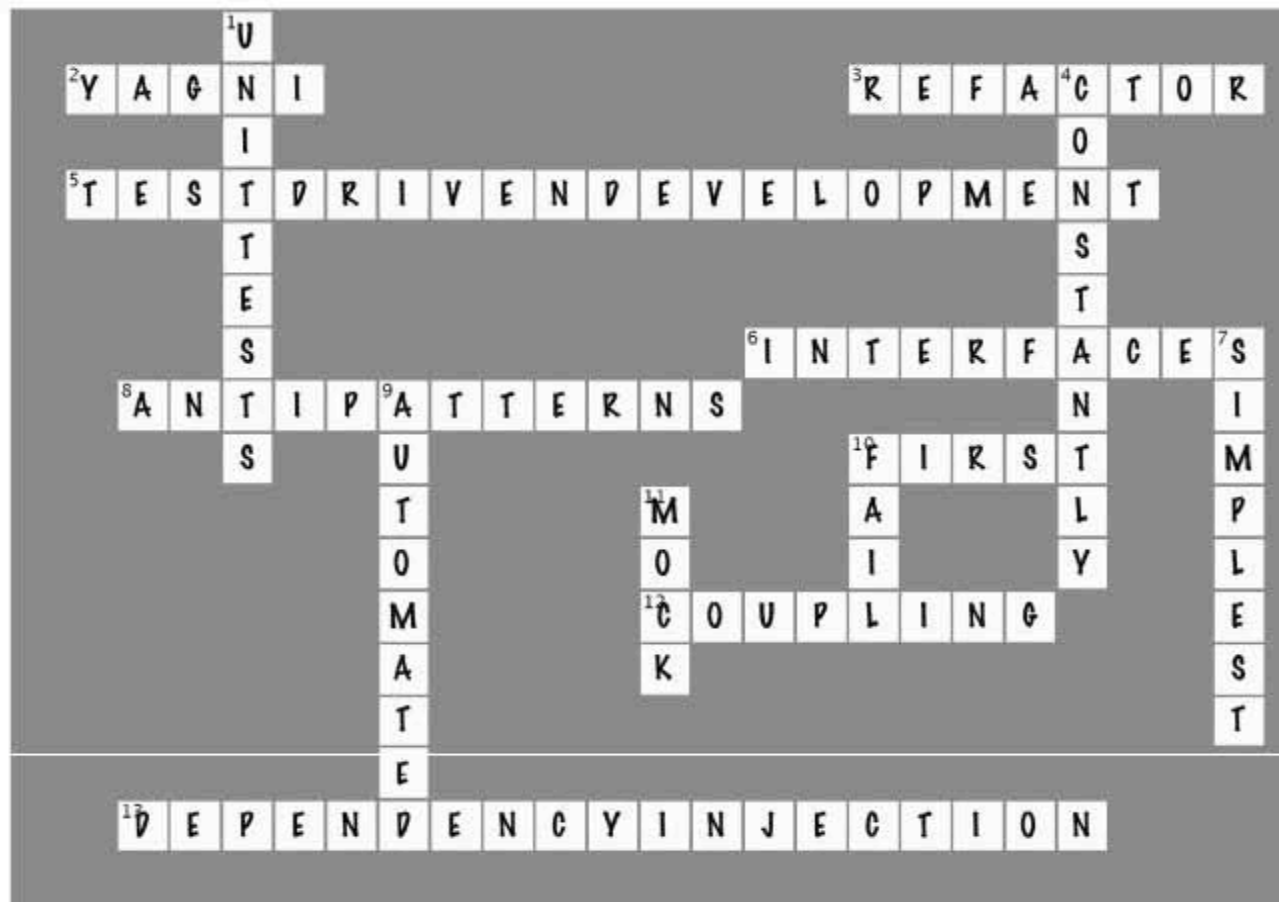 1U
2YAGNI 3REFA4CTOR
I O
5TESTDRIVENDEVELOPMENT
T S
E T
S 6INTERFACE7S
8ANTIP9ATTERNS N I
S U 10FIRST M
T 11M A L P
O O I Y L
M 12COUPLING E
A K S
T T
E
13DEPENDENCYINJECTION